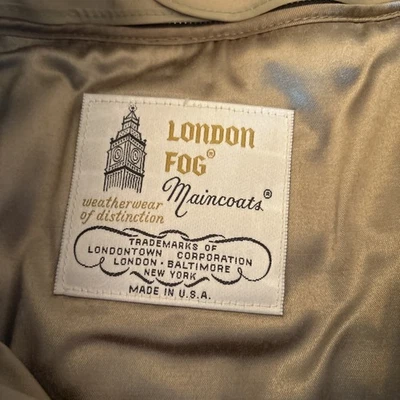 LONDON
FOG®
Maincoats®
weatherwear
of distinction
TRADEMARKS OF
LONDONTOWN CORPORATION
LONDON · BALTIMORE
NEW YORK
MADE IN U.S.A.